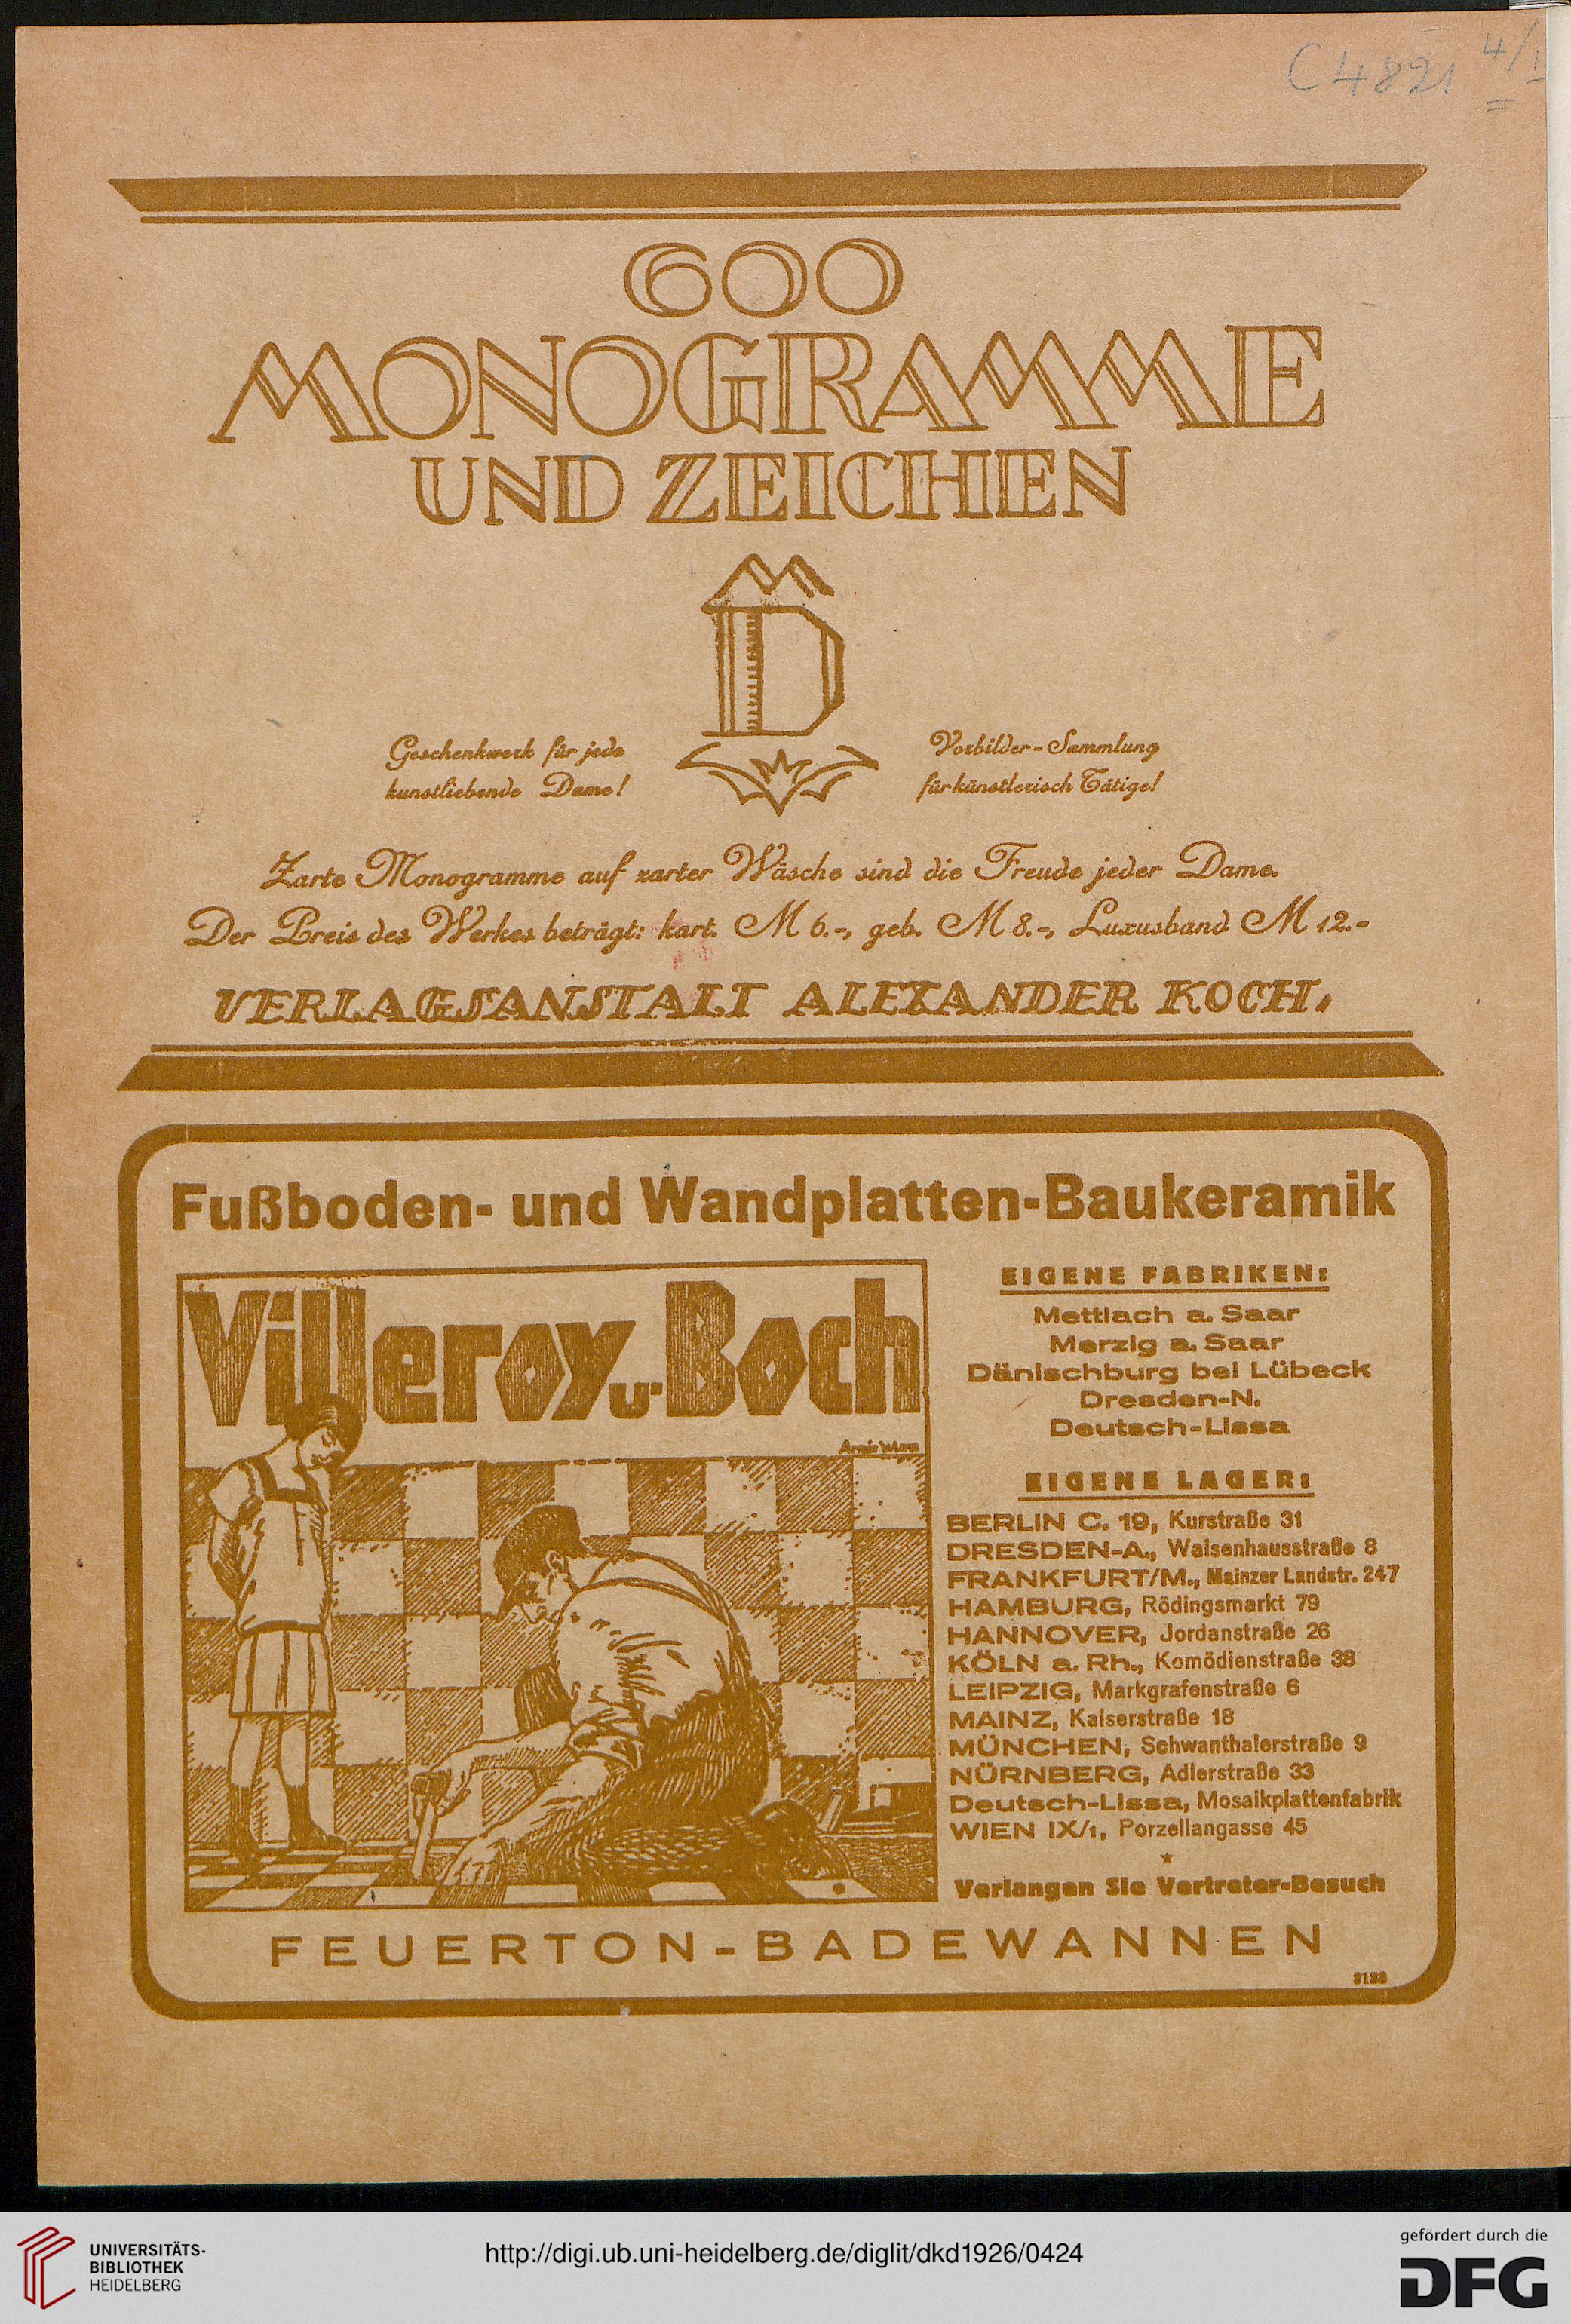 C 4821 4/1
600
MONOGRAMME
UND ZEICHEN
MD
Geschenkwerk für jede
kunstliebende Dame!
Vorbilder-Sammlung
für künstlerisch Tätige!
Zarte Monogramme auf zarter Wäsche sind die Freude jeder Dame.
Der Preis des Werkes beträgt: kart. M 6.-, geb. M 8.-, Luxusband M 12.-
VERLAGSANSTALT ALEXANDER KOCH.
Fußboden- und Wandplatten-Baukeramik
Villeroy u. Boch
EIGENE FABRIKEN:
Mettlach a. Saar
Merzig a. Saar
Dänischburg bei Lübeck
Dresden-N.
Deutsch-Lissa
EIGENE LAGER:
BERLIN C. 19, Kurstraße 31
DRESDEN-A., Waisenhausstraße 8
FRANKFURT/M., Mainzer Landstr. 247
HAMBURG, Rödingsmarkt 79
HANNOVER, Jordanstraße 26
KÖLN a. Rh., Komödienstraße 38
LEIPZIG, Markgrafenstraße 6
MAINZ, Kaiserstraße 18
MÜNCHEN, Schwanthalerstraße 9
NÜRNBERG, Adlerstraße 33
Deutsch-Lissa, Mosaikplattenfabrik
WIEN IX/1, Porzellangasse 45
Verlangen Sie Vertreter-Besuch
FEUERTON-BADEWANNEN
UNIVERSITÄTS-
BIBLIOTHEK
HEIDELBERG
http://digi.ub.uni-heidelberg.de/diglit/dkd1926/0424
gefördert durch die
DFG